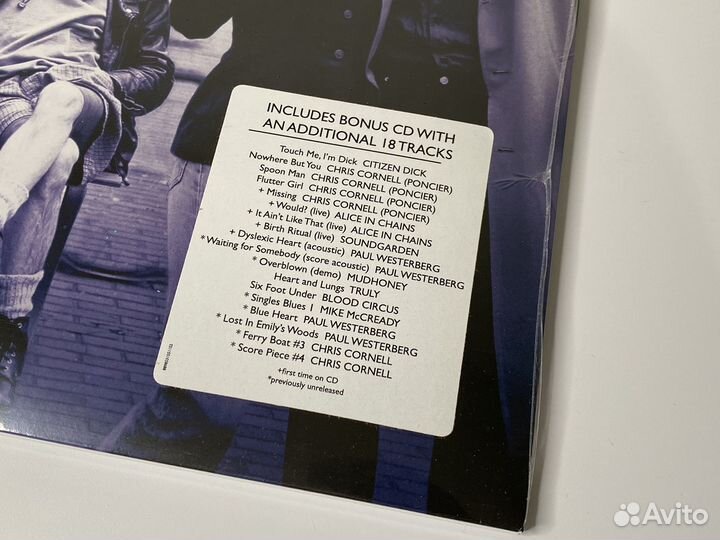 INCLUDES BONUS CD WITH
AN ADDITIONAL 18 TRACKS
Touch Me, I'm Dick CITIZEN DICK
Nowhere But You CHRIS CORNELL (PONCIER)
Spoon Man CHRIS CORNELL (PONCIER)
Flutter Girl CHRIS CORNELL (PONCIER)
+ Missing CHRIS CORNELL (PONCIER)
+ Would? (live) ALICE IN CHAINS
+ It Ain't Like That (live) ALICE IN CHAINS
+ Birth Ritual (live) SOUNDGARDEN
+ Dyslexic Heart (acoustic) PAUL WESTERBERG
* Waiting for Somebody (score acoustic) PAUL WESTERBERG
* Overblown (demo) MUDHONEY
Heart and Lungs TRULY
Six Foot Under BLOOD CIRCUS
* Singles Blues 1 MIKE McCREADY
* Blue Heart PAUL WESTERBERG
* Lost In Emily's Woods PAUL WESTERBERG
* Ferry Boat #3 CHRIS CORNELL
* Score Piece #4 CHRIS CORNELL
+first time on CD
*previously unreleased
Avito